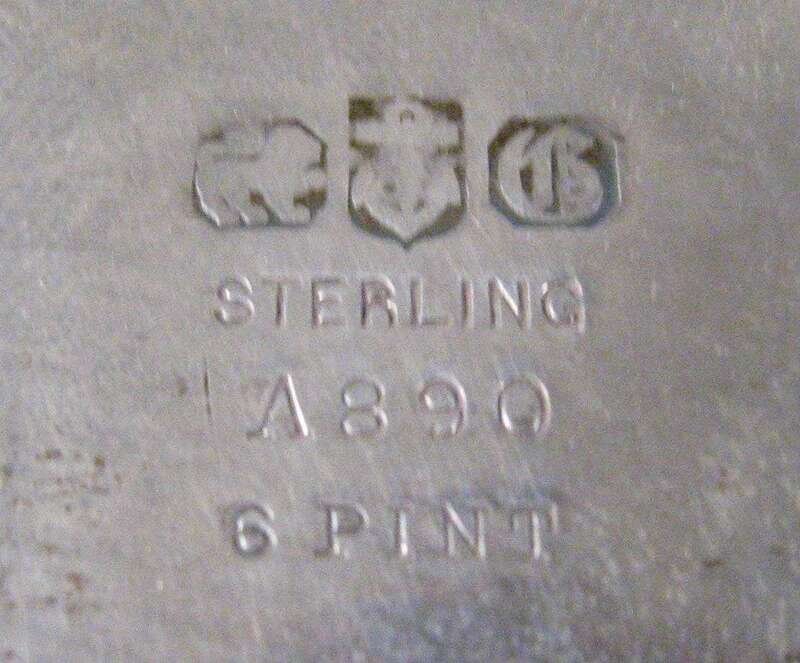 G
STERLING
A890
6 PINT